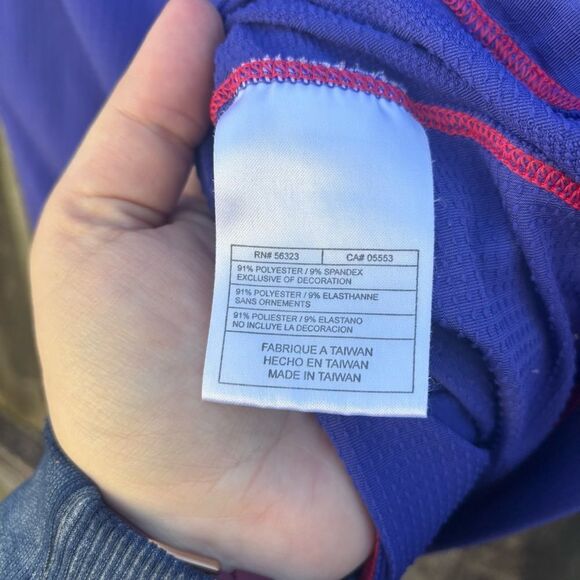 RN# 56323 CA# 05553
91% POLYESTER / 9% SPANDEX
EXCLUSIVE OF DECORATION
91% POLYESTER / 9% ELASTHANNE
SANS ORNEMENTS
91% POLIESTER / 9% ELASTANO
NO INCLUYE LA DECORACION
FABRIQUE A TAIWAN
HECHO EN TAIWAN
MADE IN TAIWAN